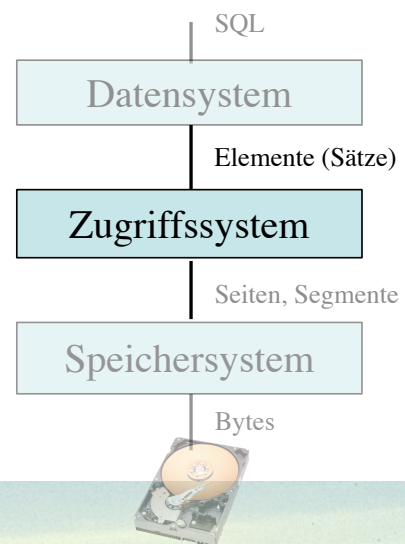 SQL
Datensystem
Elemente (Sätze)
Zugriffssystem
Seiten, Segmente
Speichersystem
Bytes